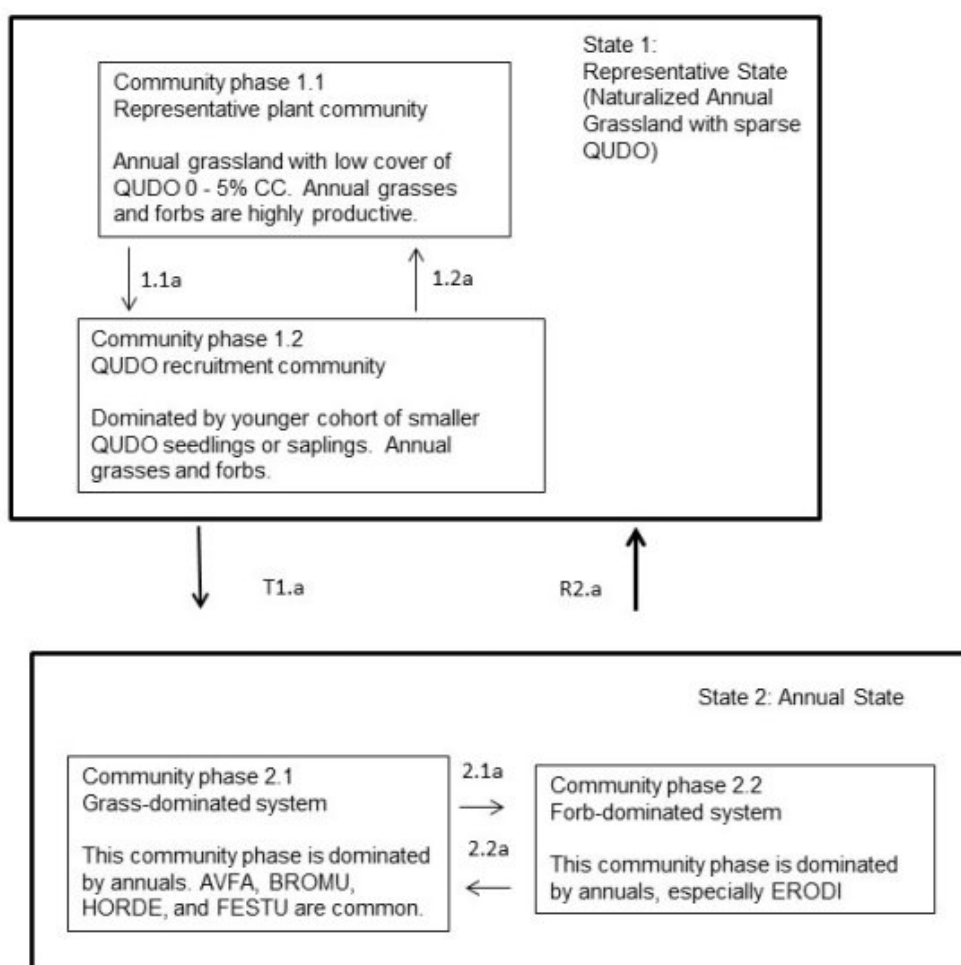 State 1:
Representative State
(Naturalized Annual
Grassland with sparse
QUDO)
Community phase 1.1
Representative plant community
Annual grassland with low cover of
QUDO 0 - 5% CC. Annual grasses
and forbs are highly productive.
1.1a
1.2a
Community phase 1.2
QUDO recruitment community
Dominated by younger cohort of smaller
QUDO seedlings or saplings. Annual
grasses and forbs.
T1.a
R2.a
State 2: Annual State
Community phase 2.1
Grass-dominated system
This community phase is dominated
by annuals. AVFA, BROMU,
HORDE, and FESTU are common.
2.1a
2.2a
Community phase 2.2
Forb-dominated system
This community phase is dominated
by annuals, especially ERODI